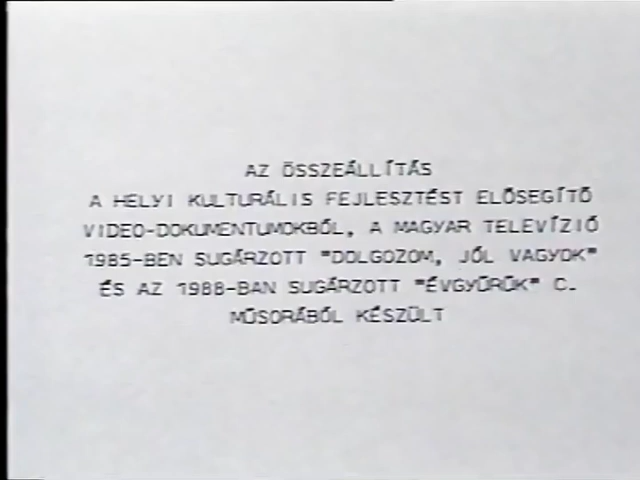 AZ ÖSSZEÁLLÍTÁS
A HELYI KULTURÁLIS FEJLESZTÉST ELŐSEGÍTŐ
VIDEO-DOKUMENTUMOKBÓL, A MAGYAR TELEVÍZIÓ
1985-BEN SUGÁRZOTT "DOLGOZOM, JÓL VAGYOK"
ÉS AZ 1988-BAN SUGÁRZOTT "ÉVGYŰRŰK" C.
MŰSORÁBÓL KÉSZÜLT